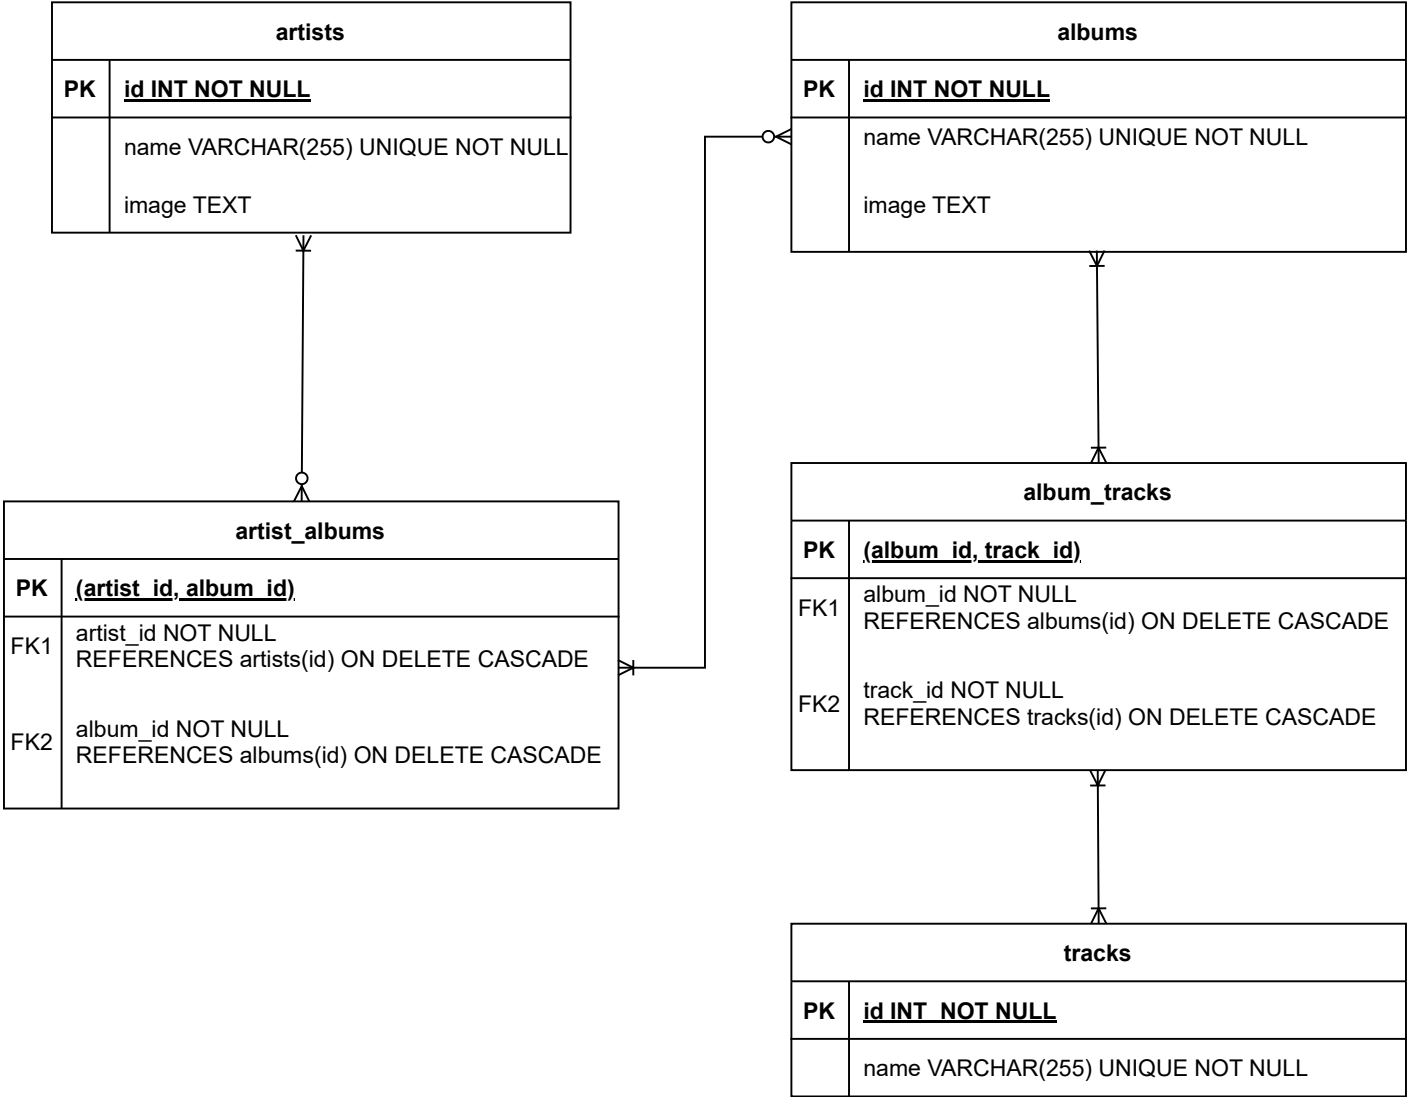 artists
PK id INT NOT NULL
name VARCHAR(255) UNIQUE NOT NULL
image TEXT
albums
PK id INT NOT NULL
name VARCHAR(255) UNIQUE NOT NULL
image TEXT
artist_albums
PK (artist_id, album_id)
FK1 artist_id NOT NULL
REFERENCES artists(id) ON DELETE CASCADE
FK2 album_id NOT NULL
REFERENCES albums(id) ON DELETE CASCADE
album_tracks
PK (album_id, track_id)
FK1 album_id NOT NULL
REFERENCES albums(id) ON DELETE CASCADE
FK2 track_id NOT NULL
REFERENCES tracks(id) ON DELETE CASCADE
tracks
PK id INT NOT NULL
name VARCHAR(255) UNIQUE NOT NULL